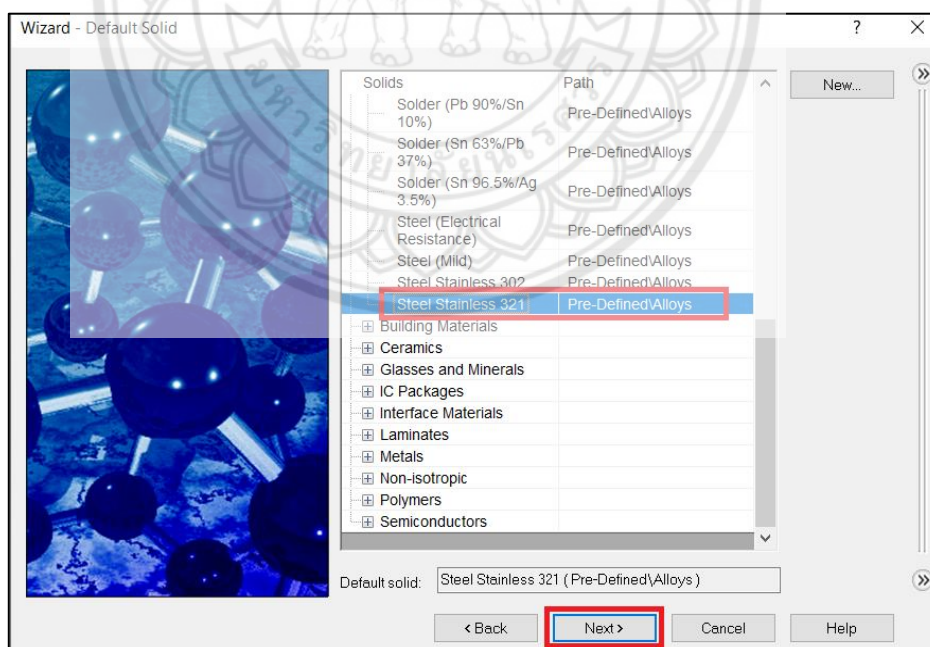 Wizard - Default Solid
?
Solids Path
New...
Solder (Pb 90%/Sn
10%) Pre-Defined\Alloys
Solder (Sn 63%/Pb
37%) Pre-Defined\Alloys
Solder (Sn 96.5%/Ag
3.5%) Pre-Defined\Alloys
Steel (Electrical
Resistance) Pre-Defined\Alloys
Steel (Mild) Pre-Defined\Alloys
Steel Stainless 302 Pre-Defined\Alloys
Steel Stainless 321 Pre-Defined\Alloys
Building Materials
Ceramics
Glasses and Minerals
IC Packages
Interface Materials
Laminates
Metals
Non-isotropic
Polymers
Semiconductors
Default solid: Steel Stainless 321 ( Pre-Defined\Alloys )
< Back Next > Cancel Help